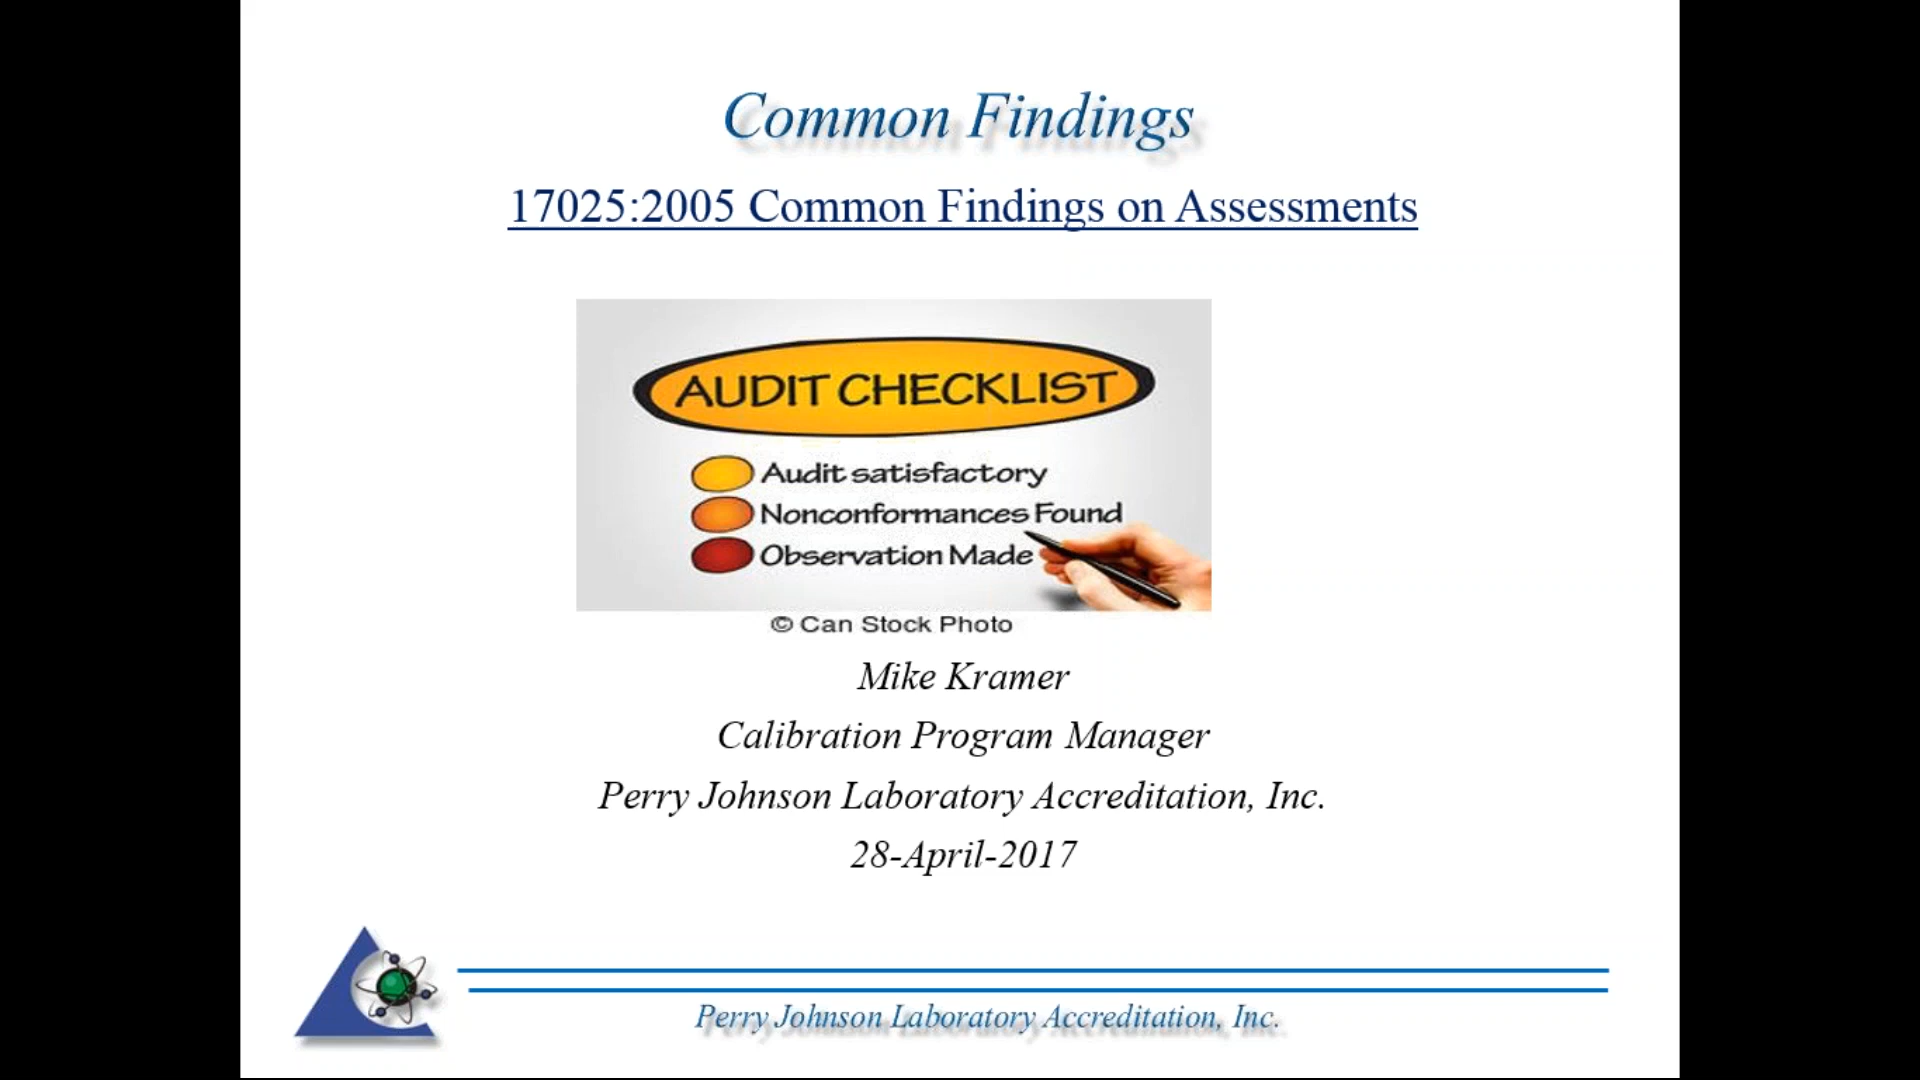 Common Findings
17025:2005 Common Findings on Assessments
AUDIT CHECKLIST
Audit satisfactory
Nonconformances Found
Observation Made
© Can Stock Photo
Mike Kramer
Calibration Program Manager
Perry Johnson Laboratory Accreditation, Inc.
28-April-2017
Perry Johnson Laboratory Accreditation, Inc.